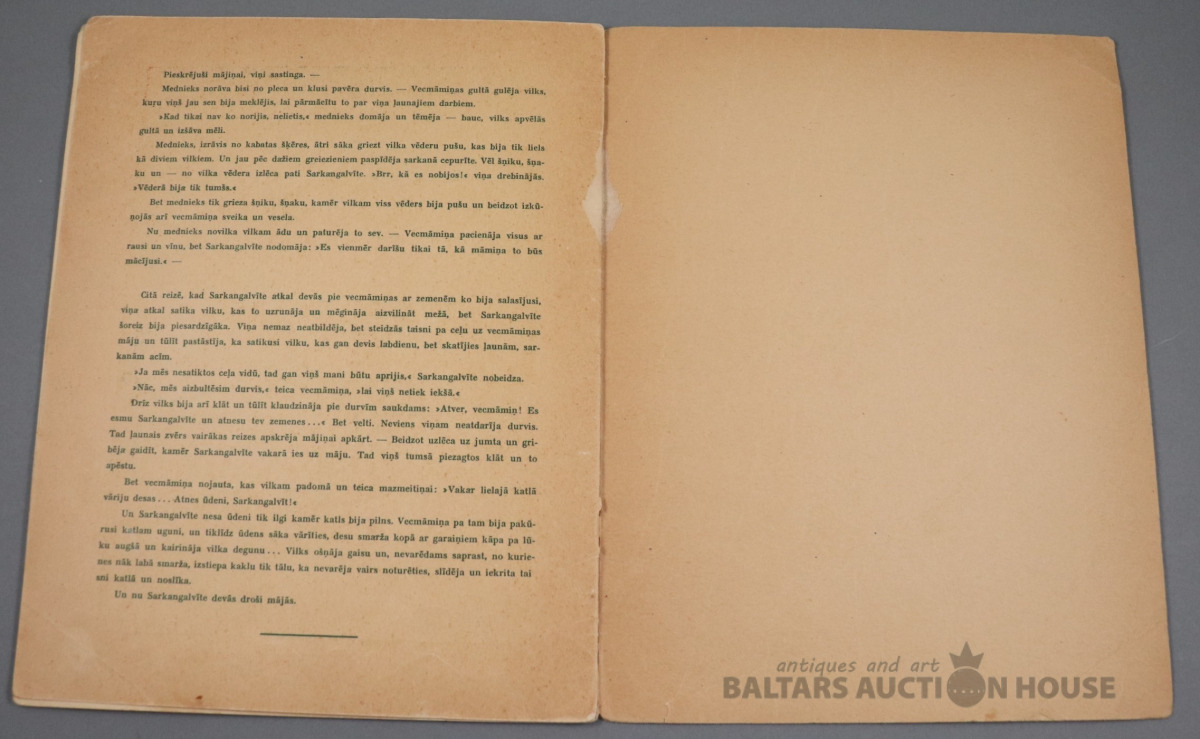 Pieskrējuši mājiņai, viņi sastinga. —
Mednieks norāva bisi no pleca un klusi pavēra durvis. — Vecmāmiņas gultā gulēja vilks,
kuŗu viņš jau sen bija meklējis, lai pārmācītu to par viņa ļaunajiem darbiem.
»Kad tikai nav ko norijis, nelietis,« mednieks domāja un tēmēja — bauc, vilks apvēlās
gultā un izšāva mēli.
Mednieks, izrāvis no kabatas šķēres, ātri sāka griezt vilka vēderu pušu, kas bija tik liels
kā diviem vilkiem. Un jau pēc dažiem griezieniem paspīdēja sarkanā cepurīte. Vēl šņiku, šņa-
ku un — no vilka vēdera izlēca pati Sarkangalvīte. »Brr, kā es nobijos!« viņa drebinājās.
»Vēderā bija tik tumšs.«
Bet mednieks tik grieza šņiku, šņaku, kamēr vilkam viss vēders bija pušu un beidzot izkū-
ņojās arī vecmāmiņa sveika un vesela.
Nu mednieks novilka vilkam ādu un paturēja to sev. — Vecmāmiņa pacienāja visus ar
rausi un vīnu, bet Sarkangalvīte nodomāja: »Es vienmēr darīšu tikai tā, kā māmiņa to būs
mācījusi.« —
Citā reizē, kad Sarkangalvīte atkal devās pie vecmāmiņas ar zemenēm ko bija salasījusi,
viņa atkal satika vilku, kas to uzrunāja un mēģināja aizvilināt mežā, bet Sarkangalvīte
šoreiz bija piesardzīgāka. Viņa nemaz neatbildēja, bet steidzās taisni pa ceļu uz vecmāmiņas
māju un tūlīt pastāstīja, ka satikusi vilku, kas gan devis labdienu, bet skatījies ļaunām, sar-
kanām acīm.
»Ja mēs nesatiktos ceļa vidū, tad gan viņš mani būtu aprijis,« Sarkangalvīte nobeidza.
»Nāc, mēs aizbultēsim durvis,« teica vecmāmiņa, »lai viņš netiek iekšā.«
Drīz vilks bija arī klāt un tūlīt klaudzināja pie durvīm saukdams: »Atver, vecmāmiņ! Es
esmu Sarkangalvīte un atnesu tev zemenes...« Bet velti. Neviens viņam neatdarīja durvis.
Tad ļaunais zvērs vairākas reizes apskrēja mājiņai apkārt. — Beidzot uzlēca uz jumta un gri-
bēja gaidīt, kamēr Sarkangalvīte vakarā ies uz māju. Tad viņš tumsā piezagtos klāt un to
apēstu.
Bet vecmāmiņa nojauta, kas vilkam padomā un teica mazmeitiņai: »Vakar lielajā katlā
vāriju desas... Atnes ūdeni, Sarkangalvīt!«
Un Sarkangalvīte nesa ūdeni tik ilgi kamēr katls bija pilns. Vecmāmiņa pa tam bija pakū-
rusi katlam uguni, un tiklīdz ūdens sāka vārīties, desu smarža kopā ar garaiņiem kāpa pa lū-
ku augšā un kairināja vilka degunu... Vilks ošņāja gaisu un, nevarēdams saprast, no kurie-
nes nāk labā smarža, izstiepa kaklu tik tālu, ka nevarēja vairs noturēties, slīdēja un iekrita tai
sni katlā un noslīka.
Un nu Sarkangalvīte devās droši mājās.
antiques and art
BALTARS AUCTION HOUSE